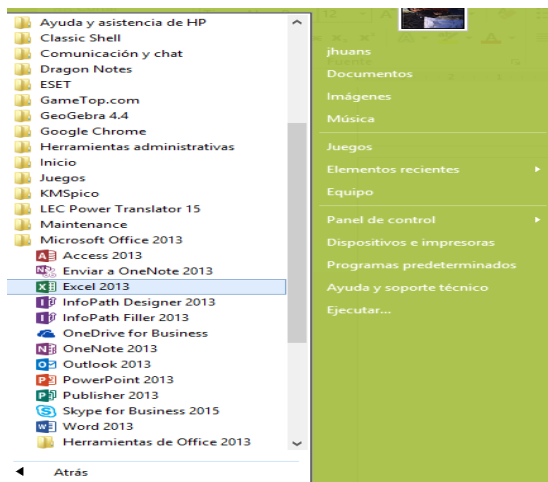 Ayuda y asistencia de HP
Classic Shell
Comunicación y chat
Dragon Notes
ESET
GameTop.com
GeoGebra 4.4
Google Chrome
Herramientas administrativas
Inicio
Juegos
KMSpico
LEC Power Translator 15
Maintenance
Microsoft Office 2013
Access 2013
Enviar a OneNote 2013
Excel 2013
InfoPath Designer 2013
InfoPath Filler 2013
OneDrive for Business
OneNote 2013
Outlook 2013
PowerPoint 2013
Publisher 2013
Skype for Business 2015
Word 2013
Herramientas de Office 2013
Atrás
12
Fuente
2
1
jhuans
Documentos
Imágenes
Música
Juegos
Elementos recientes
Equipo
Panel de control
Dispositivos e impresoras
Programas predeterminados
Ayuda y soporte técnico
Ejecutar...